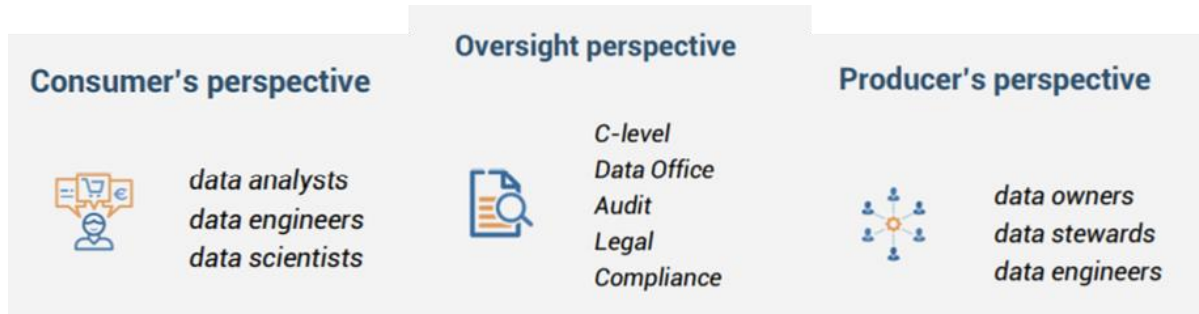 Consumer's perspective
data analysts
data engineers
data scientists
Oversight perspective
C-level
Data Office
Audit
Legal
Compliance
Producer's perspective
data owners
data stewards
data engineers